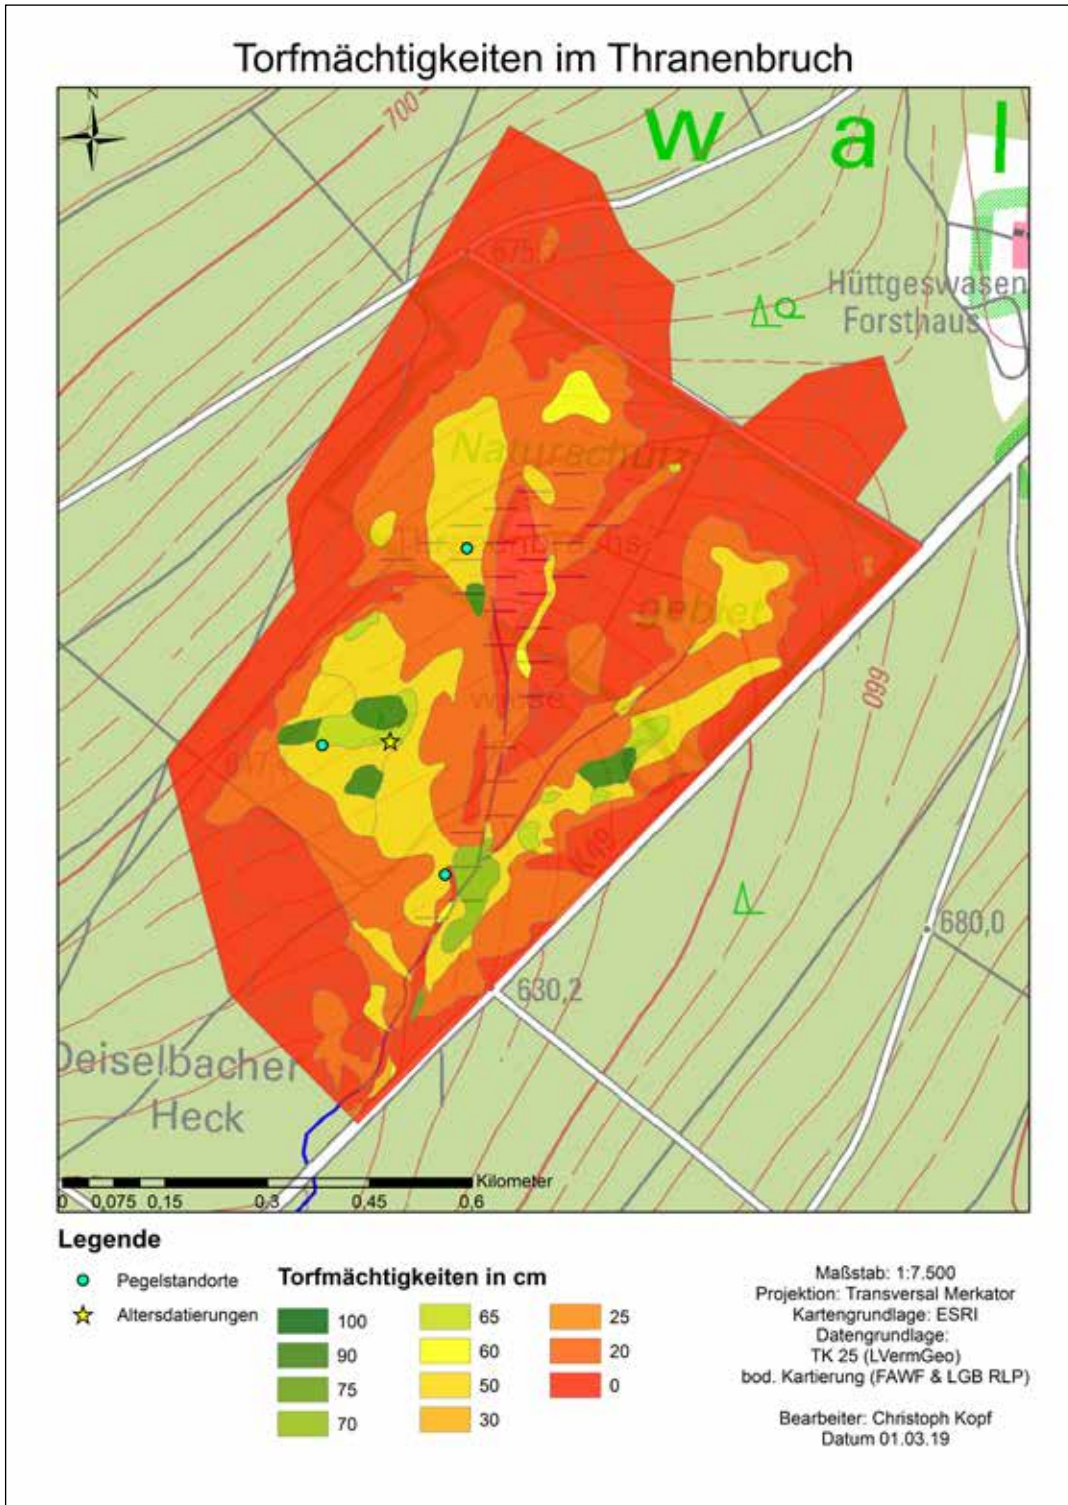 Torfmächtigkeiten im Thranenbruch
N
700
w a l
675,
Hüttgeswasen
Forsthaus
Naturschutz
gebiet
660
680,0
630,2
Deiselbacher
Heck
Kilometer
0 0,075 0,15 0,3 0,45 0,6
Legende
Pegelstandorte
Altersdatierungen
Torfmächtigkeiten in cm
100
90
75
70
65
60
50
30
25
20
0
Maßstab: 1:7.500
Projektion: Transversal Merkator
Kartengrundlage: ESRI
Datengrundlage:
TK 25 (LVermGeo)
bod. Kartierung (FAWF & LGB RLP)
Bearbeiter: Christoph Kopf
Datum 01.03.19